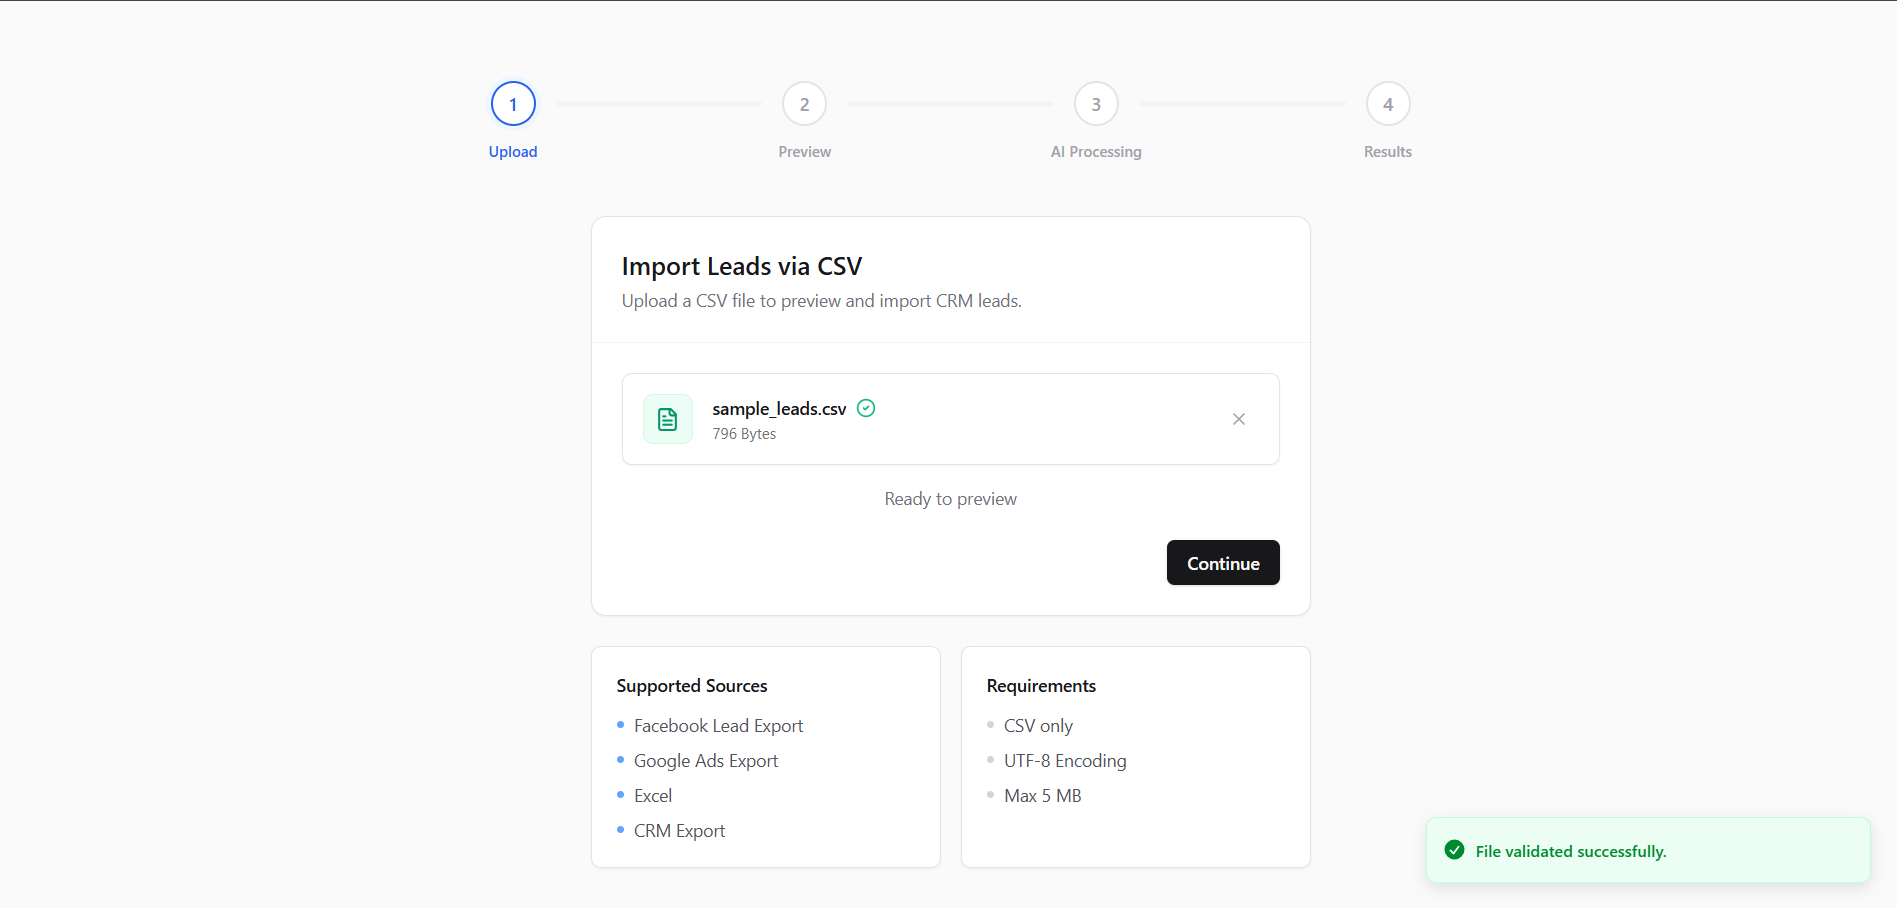 1
2
3
4
Upload
Preview
AI Processing
Results
Import Leads via CSV
Upload a CSV file to preview and import CRM leads.
sample_leads.csv
796 Bytes
Ready to preview
Continue
Supported Sources
Facebook Lead Export
Google Ads Export
Excel
CRM Export
Requirements
CSV only
UTF-8 Encoding
Max 5 MB
File validated successfully.